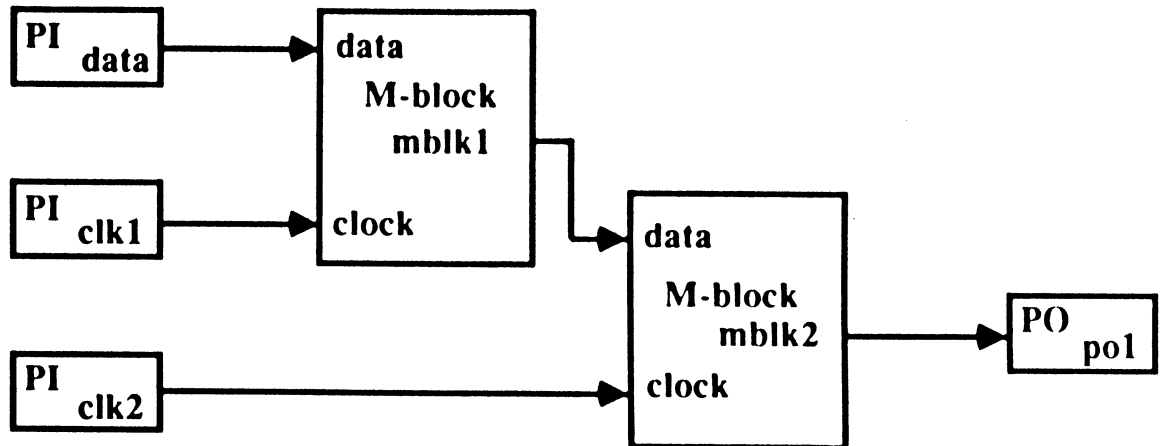 PI
data
data
M-block
mblk1
clock
PI
clk1
data
M-block
mblk2
clock
PI
clk2
PO
po1